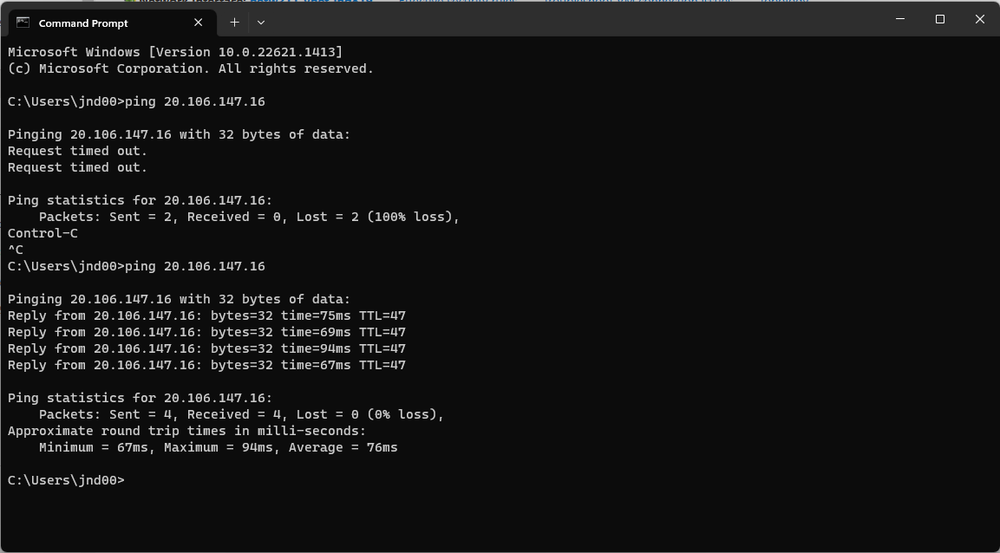 Command Prompt
Microsoft Windows [Version 10.0.22621.1413]
(c) Microsoft Corporation. All rights reserved.
C:\Users\jnd00>ping 20.106.147.16
Pinging 20.106.147.16 with 32 bytes of data:
Request timed out.
Request timed out.
Ping statistics for 20.106.147.16:
    Packets: Sent = 2, Received = 0, Lost = 2 (100% loss),
Control-C
^C
C:\Users\jnd00>ping 20.106.147.16
Pinging 20.106.147.16 with 32 bytes of data:
Reply from 20.106.147.16: bytes=32 time=75ms TTL=47
Reply from 20.106.147.16: bytes=32 time=69ms TTL=47
Reply from 20.106.147.16: bytes=32 time=94ms TTL=47
Reply from 20.106.147.16: bytes=32 time=67ms TTL=47
Ping statistics for 20.106.147.16:
    Packets: Sent = 4, Received = 4, Lost = 0 (0% loss),
Approximate round trip times in milli-seconds:
    Minimum = 67ms, Maximum = 94ms, Average = 76ms
C:\Users\jnd00>